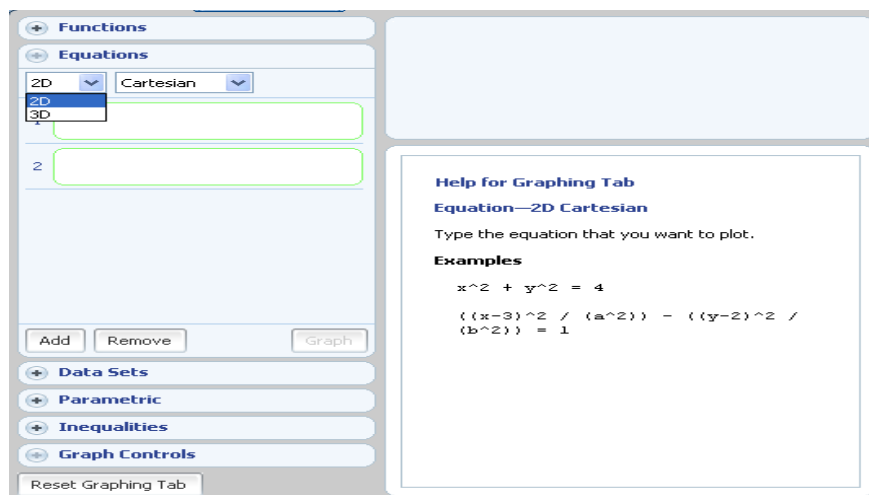 Functions
Equations
2D Cartesian
2D
3D
1
2
Add Remove Graph
Data Sets
Parametric
Inequalities
Graph Controls
Reset Graphing Tab
Help for Graphing Tab
Equation—2D Cartesian
Type the equation that you want to plot.
Examples
x^2 + y^2 = 4
((x-3)^2 / (a^2)) - ((y-2)^2 /
(b^2)) = 1